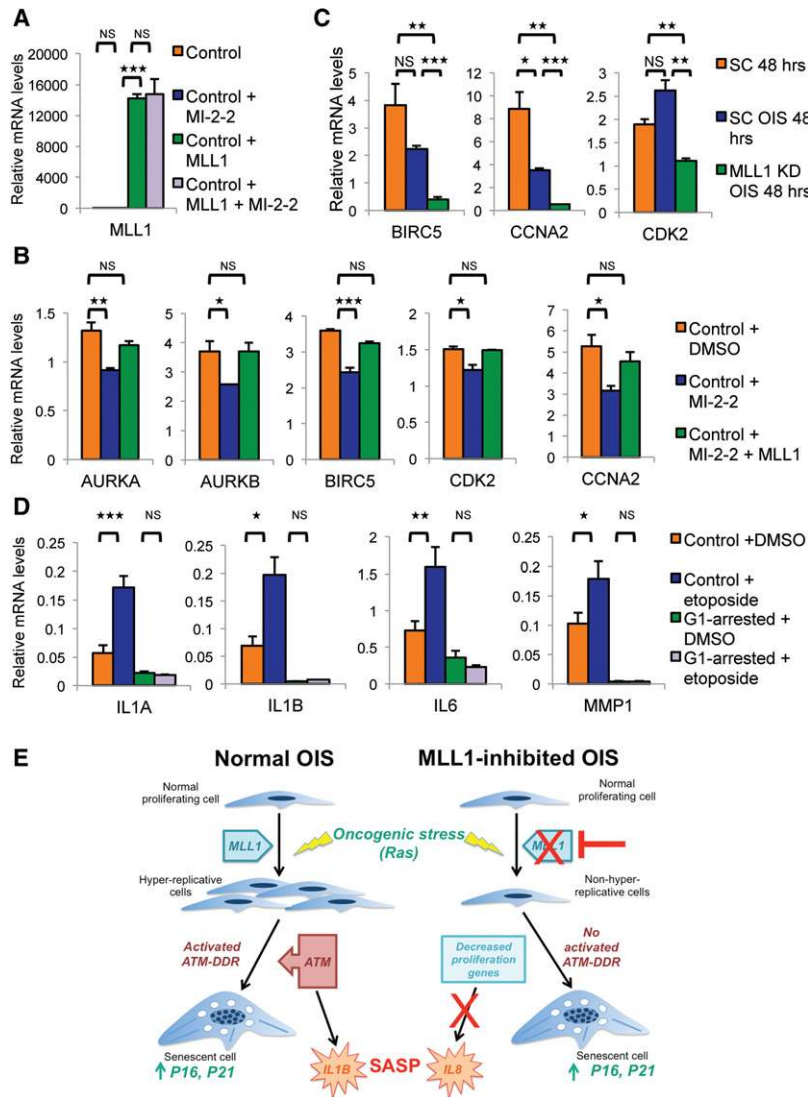 A
NS NS
★★★
Relative mRNA levels
20000
16000
12000
8000
4000
0
MLL1
Control
Control +
MI-2-2
Control +
MLL1
Control +
MLL1 + MI-2-2
C
★★
NS ★★★
Relative mRNA levels
5
4
3
2
1
0
BIRC5
★★
★ ★★★
12
10
8
6
4
2
0
CCNA2
★★
NS ★★
3
2.5
2
1.5
1
0.5
0
CDK2
SC 48 hrs
SC OIS 48
hrs
MLL1 KD
OIS 48 hrs
B
Relative mRNA levels
NS
★★
1.5
1
0.5
0
AURKA
NS
★
5
4
3
2
1
0
AURKB
NS
★★★
4
3
2
1
0
BIRC5
NS
★
2
1.5
1
0.5
0
CDK2
NS
★
7
6
5
4
3
2
1
0
CCNA2
Control +
DMSO
Control +
MI-2-2
Control +
MI-2-2 + MLL1
D
Relative mRNA levels
★★★ NS
0.25
0.2
0.15
0.1
0.05
0
IL1A
★ NS
0.25
0.2
0.15
0.1
0.05
0
IL1B
★★ NS
2
1.5
1
0.5
0
IL6
★ NS
0.25
0.2
0.15
0.1
0.05
0
MMP1
Control +DMSO
Control +
etoposide
G1-arrested +
DMSO
G1-arrested +
etoposide
E
Normal OIS
MLL1-inhibited OIS
Normal
proliferating cell
Normal
proliferating cell
MLL1
Oncogenic stress
(Ras)
MLL1
Hyper-replicative
cells
Non-hyper-
replicative cells
Activated
ATM-DDR
ATM
Decreased
proliferation
genes
No
activated
ATM-DDR
Senescent cell
↑ P16, P21
IL1B
SASP
IL8
Senescent cell
↑ P16, P21